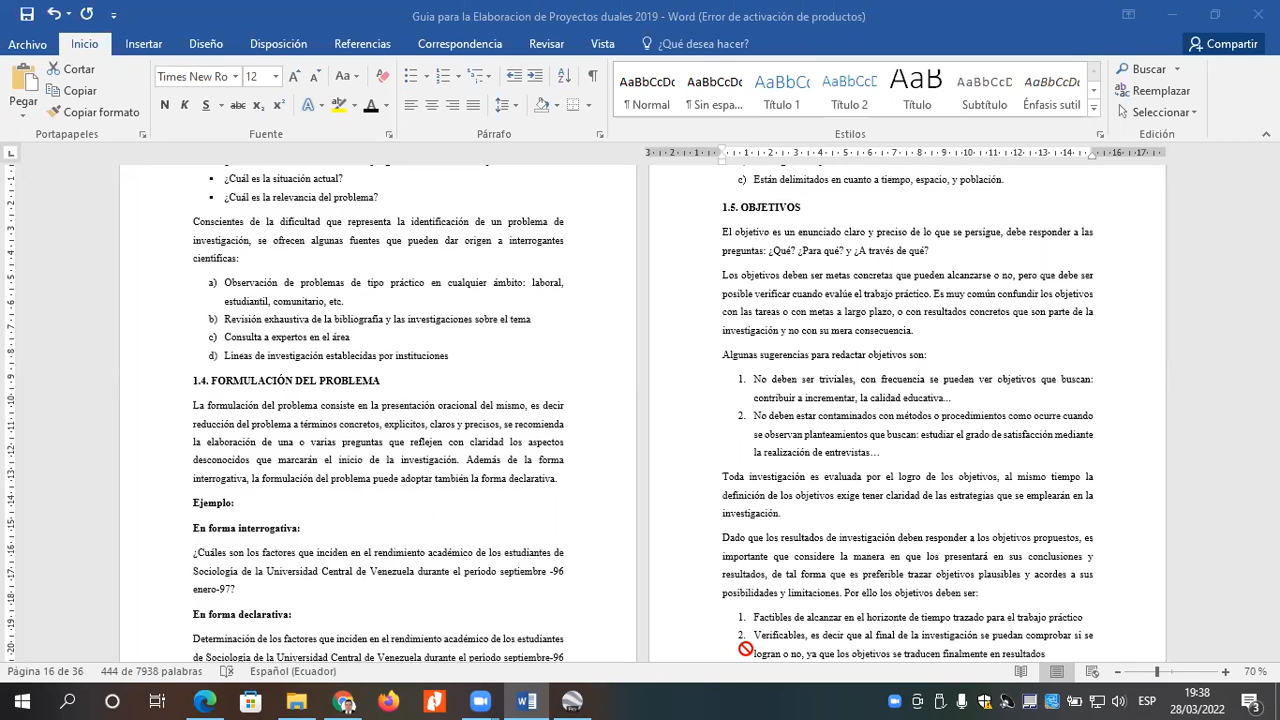 Guia para la Elaboracion de Proyectos duales 2019 - Word (Error de activación de productos)
Archivo Inicio Insertar Diseño Disposición Referencias Correspondencia Revisar Vista ¿Qué desea hacer? Compartir
Pegar
Cortar
Copiar
Copiar formato
Portapapeles
Times New Ro 12
Fuente
Párrafo
AaBbCcDc AaBbCcDc AaBbCc AaBbCcD AaB AaBbCcD AaBbCcDc
¶ Normal ¶ Sin espa... Título 1 Título 2 Título Subtítulo Énfasis sutil
Estilos
Buscar
Reemplazar
Seleccionar
Edición
3 2 1 1 2 3 4 5 6 7 8 9 10 11 12 13 14 16 17
▪ ¿Cuál es la situación actual?
▪ ¿Cuál es la relevancia del problema?
Conscientes de la dificultad que representa la identificación de un problema de
investigación, se ofrecen algunas fuentes que pueden dar origen a interrogantes
científicas:
a) Observación de problemas de tipo práctico en cualquier ámbito: laboral,
estudiantil, comunitario, etc.
b) Revisión exhaustiva de la bibliografía y las investigaciones sobre el tema
c) Consulta a expertos en el área
d) Líneas de investigación establecidas por instituciones
1.4. FORMULACIÓN DEL PROBLEMA
La formulación del problema consiste en la presentación oracional del mismo, es decir
reducción del problema a términos concretos, explícitos, claros y precisos, se recomienda
la elaboración de una o varias preguntas que reflejen con claridad los aspectos
desconocidos que marcarán el inicio de la investigación. Además de la forma
interrogativa, la formulación del problema puede adoptar también la forma declarativa.
Ejemplo:
En forma interrogativa:
¿Cuáles son los factores que inciden en el rendimiento académico de los estudiantes de
Sociología de la Universidad Central de Venezuela durante el período septiembre -96
enero-97?
En forma declarativa:
Determinación de los factores que inciden en el rendimiento académico de los estudiantes
de Sociología de la Universidad Central de Venezuela durante el periodo septiembre-96
c) Están delimitados en cuanto a tiempo, espacio, y población.
1.5. OBJETIVOS
El objetivo es un enunciado claro y preciso de lo que se persigue, debe responder a las
preguntas: ¿Qué? ¿Para qué? y ¿A través de qué?
Los objetivos deben ser metas concretas que pueden alcanzarse o no, pero que debe ser
posible verificar cuando evalúe el trabajo práctico. Es muy común confundir los objetivos
con las tareas o con metas a largo plazo, o con resultados concretos que son parte de la
investigación y no con su mera consecuencia.
Algunas sugerencias para redactar objetivos son:
1. No deben ser triviales, con frecuencia se pueden ver objetivos que buscan:
contribuir a incrementar, la calidad educativa...
2. No deben estar contaminados con métodos o procedimientos como ocurre cuando
se observan planteamientos que buscan: estudiar el grado de satisfacción mediante
la realización de entrevistas…
Toda investigación es evaluada por el logro de los objetivos, al mismo tiempo la
definición de los objetivos exige tener claridad de las estrategias que se emplearán en la
investigación.
Dado que los resultados de investigación deben responder a los objetivos propuestos, es
importante que considere la manera en que los presentará en sus conclusiones y
resultados, de tal forma que es preferible trazar objetivos plausibles y acordes a sus
posibilidades y limitaciones. Por ello los objetivos deben ser:
1. Factibles de alcanzar en el horizonte de tiempo trazado para el trabajo práctico
2. Verificables, es decir que al final de la investigación se puedan comprobar si se
logran o no, ya que los objetivos se traducen finalmente en resultados
Página 16 de 36 444 de 7938 palabras Español (Ecuador) 70 %
ESP 19:38
28/03/2022